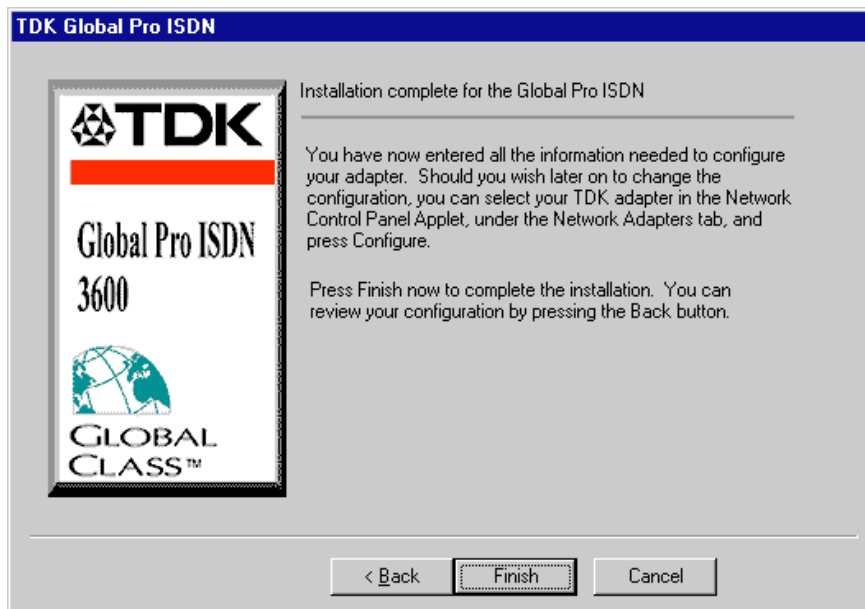 TDK Global Pro ISDN
TDK
Global Pro ISDN
3600
GLOBAL
CLASS™
Installation complete for the Global Pro ISDN
You have now entered all the information needed to configure
your adapter. Should you wish later on to change the
configuration, you can select your TDK adapter in the Network
Control Panel Applet, under the Network Adapters tab, and
press Configure.
Press Finish now to complete the installation. You can
review your configuration by pressing the Back button.
< Back
Finish
Cancel